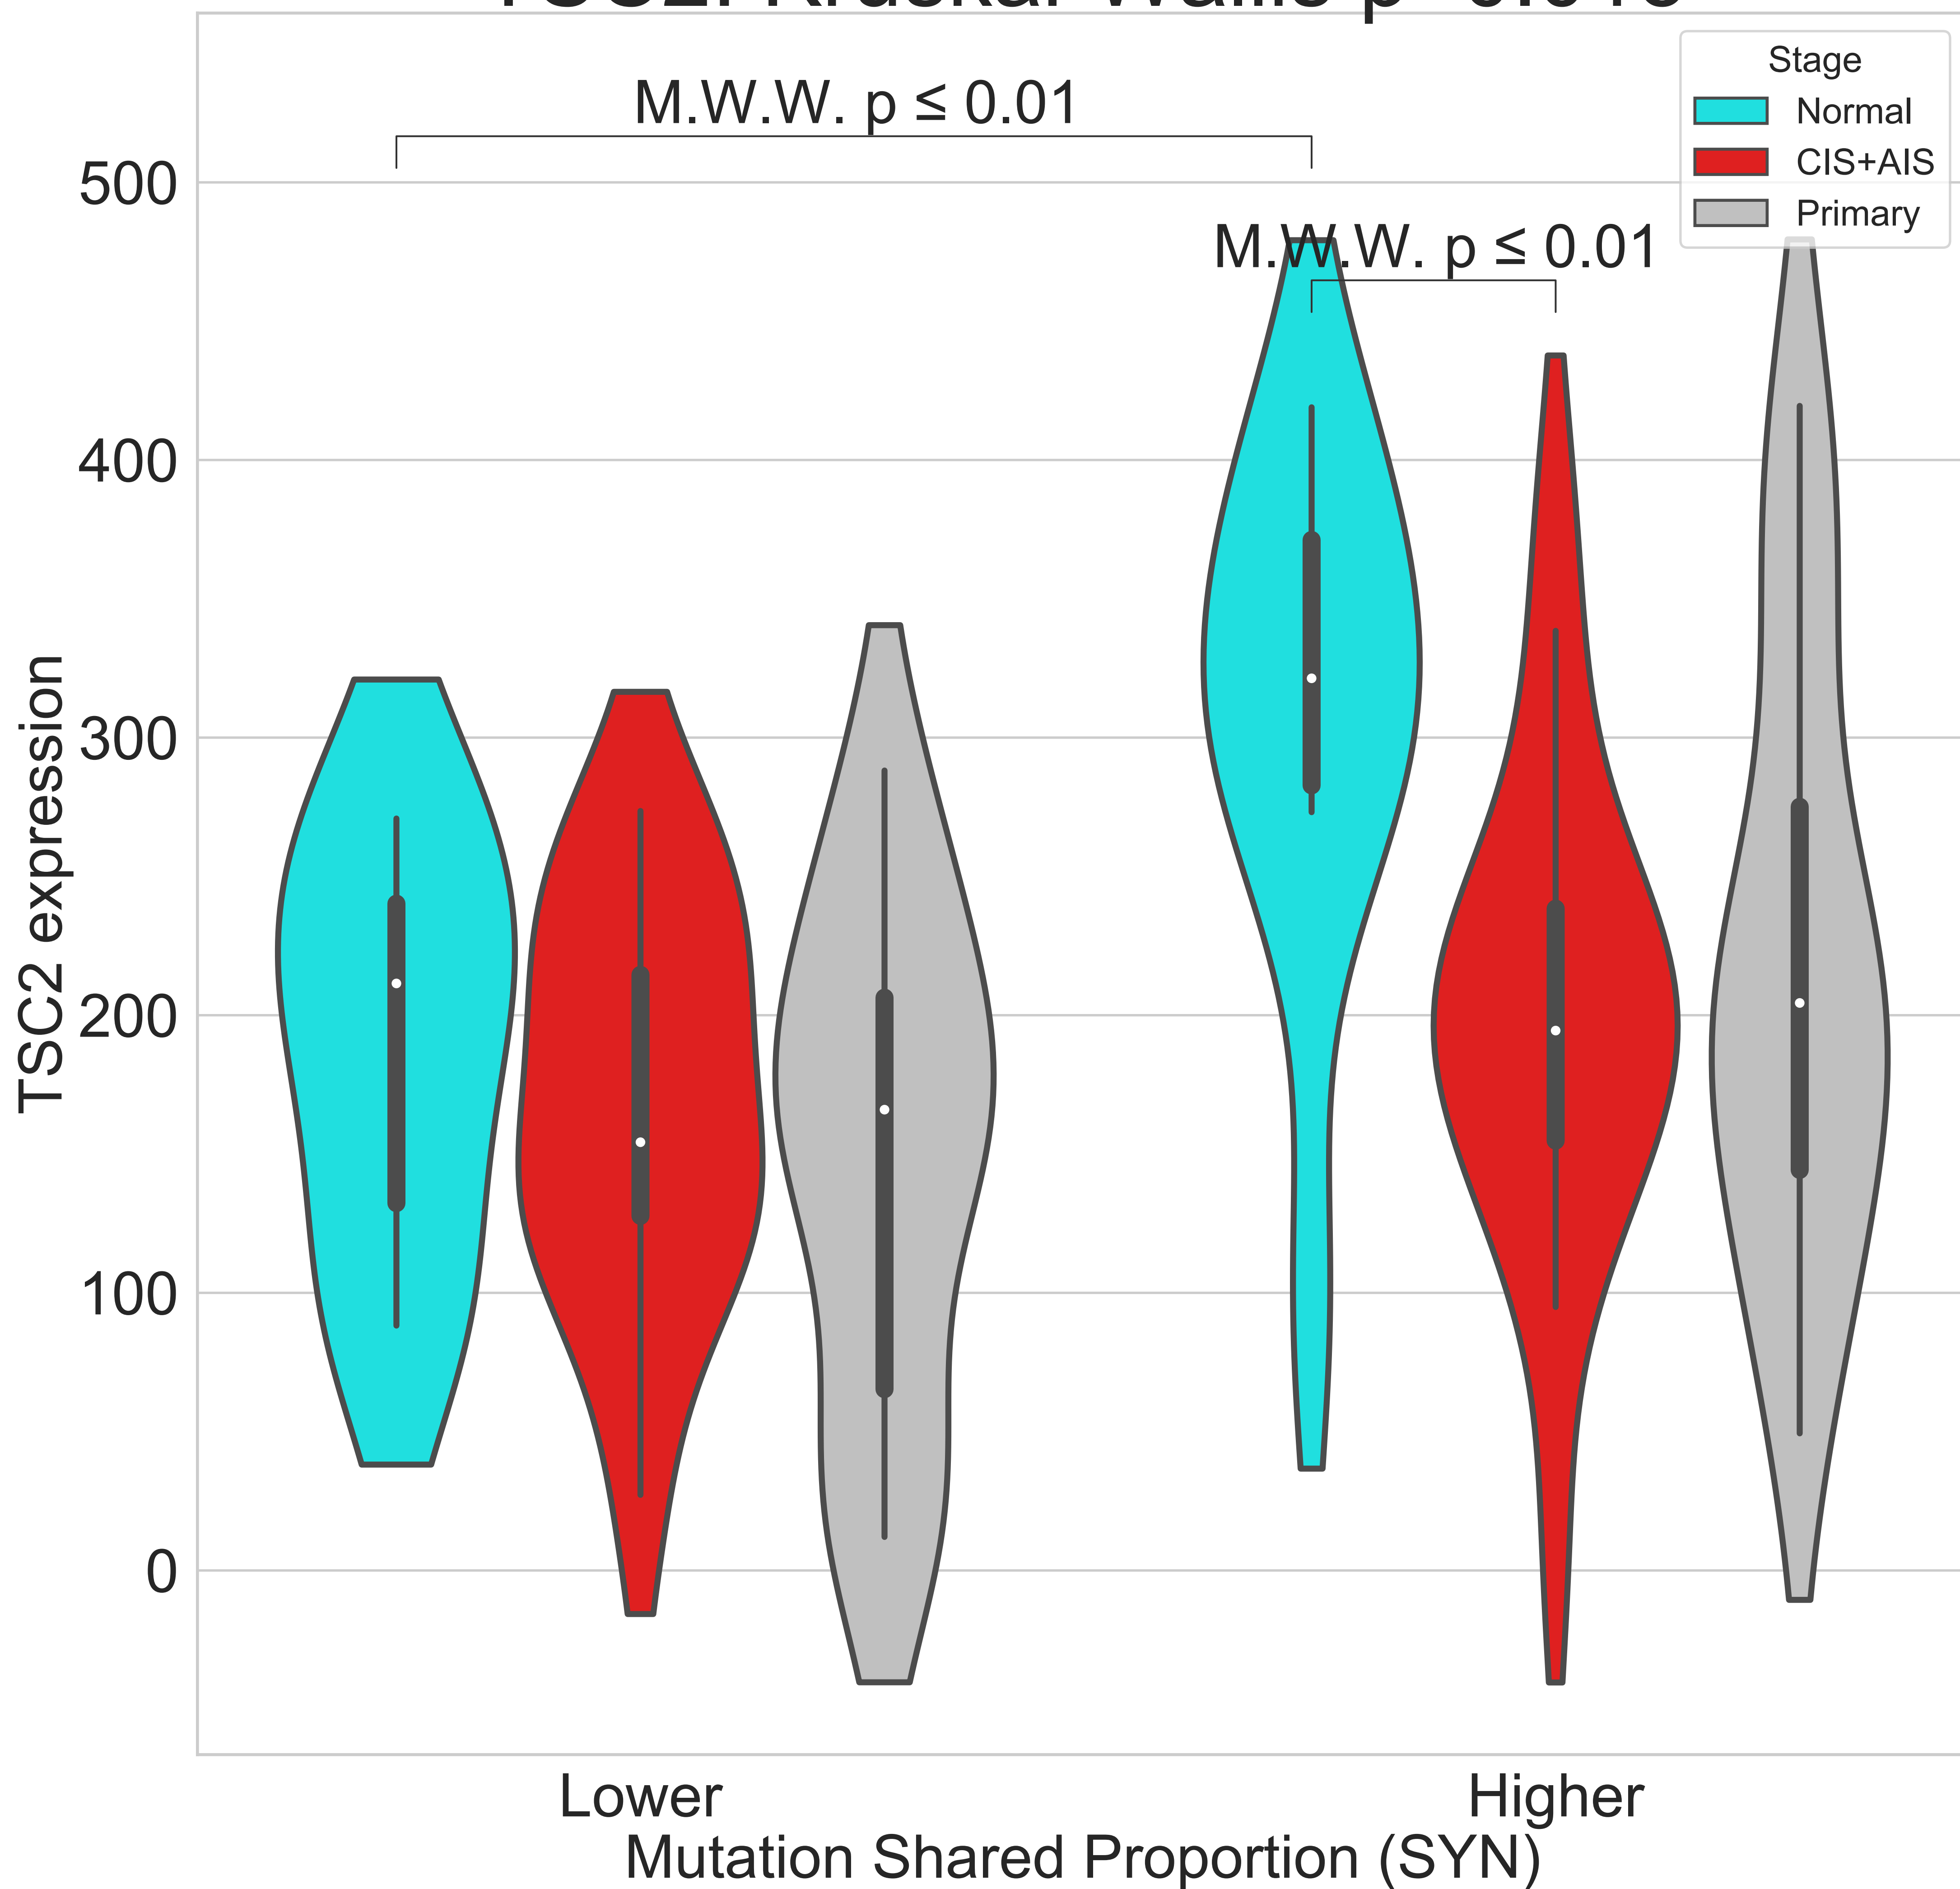 M.W.W. p ≤ 0.01
Stage
Normal
CIS+AIS
Primary
M.W.W. p ≤ 0.01
500
400
300
200
100
0
TSC2 expression
Lower
Higher
Mutation Shared Proportion (SYN)